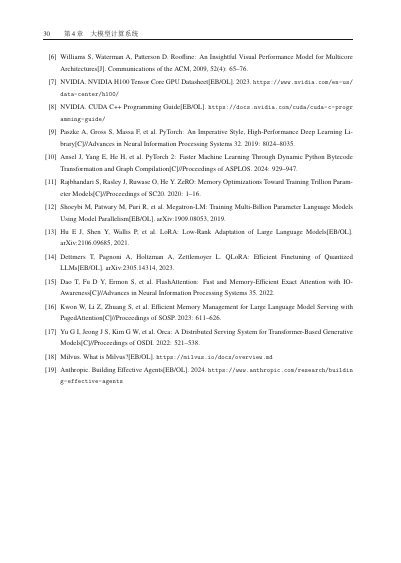 30 第 4 章 大模型计算系统
[6] Williams S, Waterman A, Patterson D. Roofline: An Insightful Visual Performance Model for Multicore
Architectures[J]. Communications of the ACM, 2009, 52(4): 65–76.
[7] NVIDIA. NVIDIA H100 Tensor Core GPU Datasheet[EB/OL]. 2023. https://www.nvidia.com/en-us/
data-center/h100/
[8] NVIDIA. CUDA C++ Programming Guide[EB/OL]. https://docs.nvidia.com/cuda/cuda-c-progr
amming-guide/
[9] Paszke A, Gross S, Massa F, et al. PyTorch: An Imperative Style, High-Performance Deep Learning Li-
brary[C]//Advances in Neural Information Processing Systems 32. 2019: 8024–8035.
[10] Ansel J, Yang E, He H, et al. PyTorch 2: Faster Machine Learning Through Dynamic Python Bytecode
Transformation and Graph Compilation[C]//Proceedings of ASPLOS. 2024: 929–947.
[11] Rajbhandari S, Rasley J, Ruwase O, He Y. ZeRO: Memory Optimizations Toward Training Trillion Param-
eter Models[C]//Proceedings of SC20. 2020: 1–16.
[12] Shoeybi M, Patwary M, Puri R, et al. Megatron-LM: Training Multi-Billion Parameter Language Models
Using Model Parallelism[EB/OL]. arXiv:1909.08053, 2019.
[13] Hu E J, Shen Y, Wallis P, et al. LoRA: Low-Rank Adaptation of Large Language Models[EB/OL].
arXiv:2106.09685, 2021.
[14] Dettmers T, Pagnoni A, Holtzman A, Zettlemoyer L. QLoRA: Efficient Finetuning of Quantized
LLMs[EB/OL]. arXiv:2305.14314, 2023.
[15] Dao T, Fu D Y, Ermon S, et al. FlashAttention: Fast and Memory-Efficient Exact Attention with IO-
Awareness[C]//Advances in Neural Information Processing Systems 35. 2022.
[16] Kwon W, Li Z, Zhuang S, et al. Efficient Memory Management for Large Language Model Serving with
PagedAttention[C]//Proceedings of SOSP. 2023: 611–626.
[17] Yu G I, Jeong J S, Kim G W, et al. Orca: A Distributed Serving System for Transformer-Based Generative
Models[C]//Proceedings of OSDI. 2022: 521–538.
[18] Milvus. What is Milvus?[EB/OL]. https://milvus.io/docs/overview.md
[19] Anthropic. Building Effective Agents[EB/OL]. 2024. https://www.anthropic.com/research/buildin
g-effective-agents